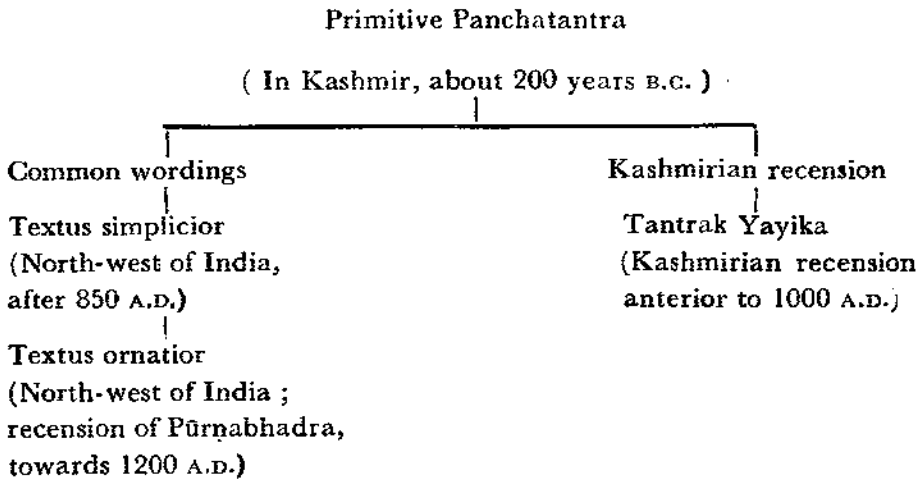 Primitive Panchatantra
( In Kashmir, about 200 years B.C. )
Common wordings
Textus simplicior
(North-west of India,
after 850 A.D.)
Textus ornatior
(North-west of India ;
recension of Pūrṇabhadra,
towards 1200 A.D.)
Kashmirian recension
Tantrak Yayika
(Kashmirian recension
anterior to 1000 A.D.)